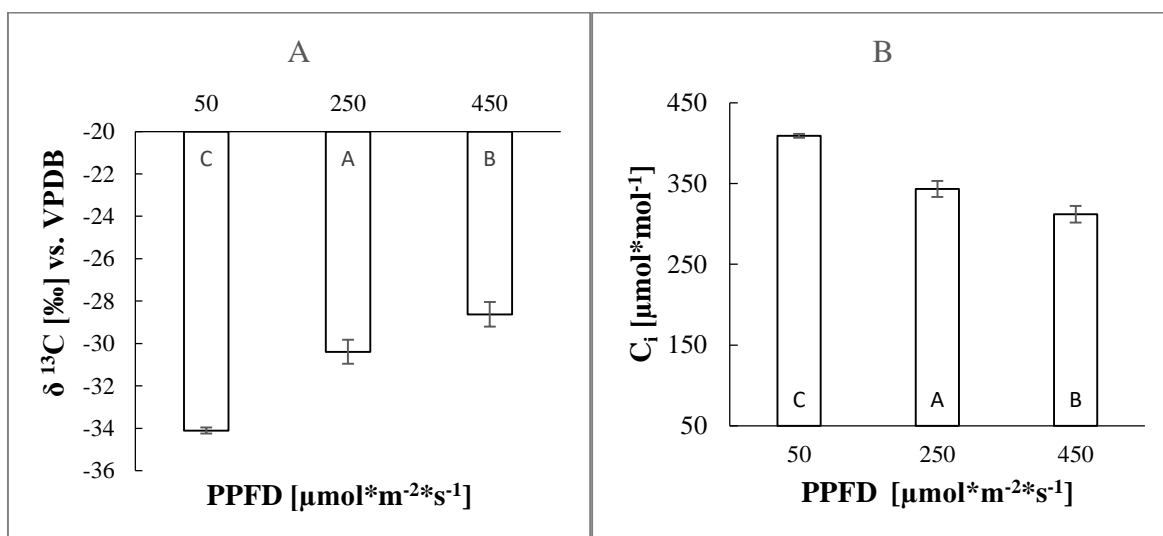 A
50 250 450
-20
-22
-24
-26
-28
-30
-32
-34
-36
C A B
δ ¹³C [‰] vs. VPDB
PPFD [µmol*m⁻²*s⁻¹]
B
450
350
250
150
50
C A B
50 250 450
Cᵢ [µmol*mol⁻¹]
PPFD [µmol*m⁻²*s⁻¹]